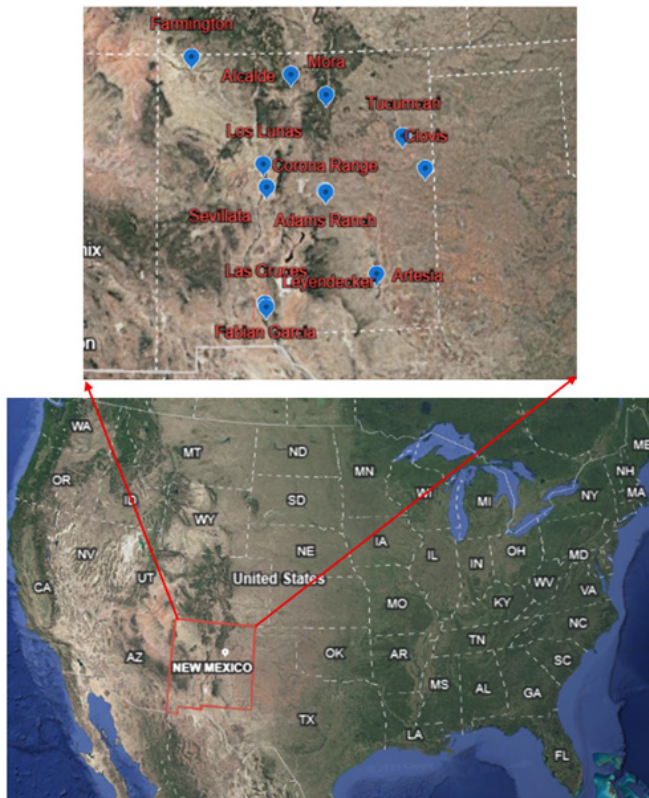 Farmington
Alcalde
Mora
Tucumcari
Los Lunas
Clovis
Corona Range
Sevillata
Adams Ranch
Las Cruces
Leyendecker
Artesia
Fabian Garcia
WA
MT
ND
MN
ME
OR
ID
SD
WI
MI
NY
NH
MA
WY
NV
NE
IA
IL
IN
OH
MD
CA
UT
United States
MO
KY
WV
VA
NC
AZ
NEW MEXICO
OK
AR
TN
SC
MS
AL
GA
TX
LA
FL